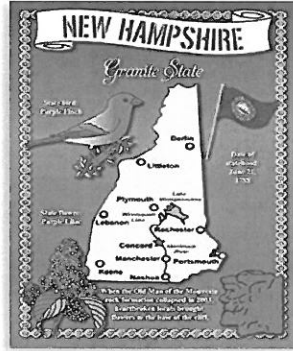 NEW HAMPSHIRE
Granite State
State bird:
Purple Finch
Berlin
Littleton
Date of
statehood:
June 21,
1788
Plymouth
Lake
Winnipesaukee
State flower:
Purple Lilac
Lebanon
Rochester
Concord
Merrimack
River
Manchester
Portsmouth
Keene
Nashua
When the Old Man of the Mountain
rock formation collapsed in 2003,
heartbroken locals brought
flowers to the base of the cliff.